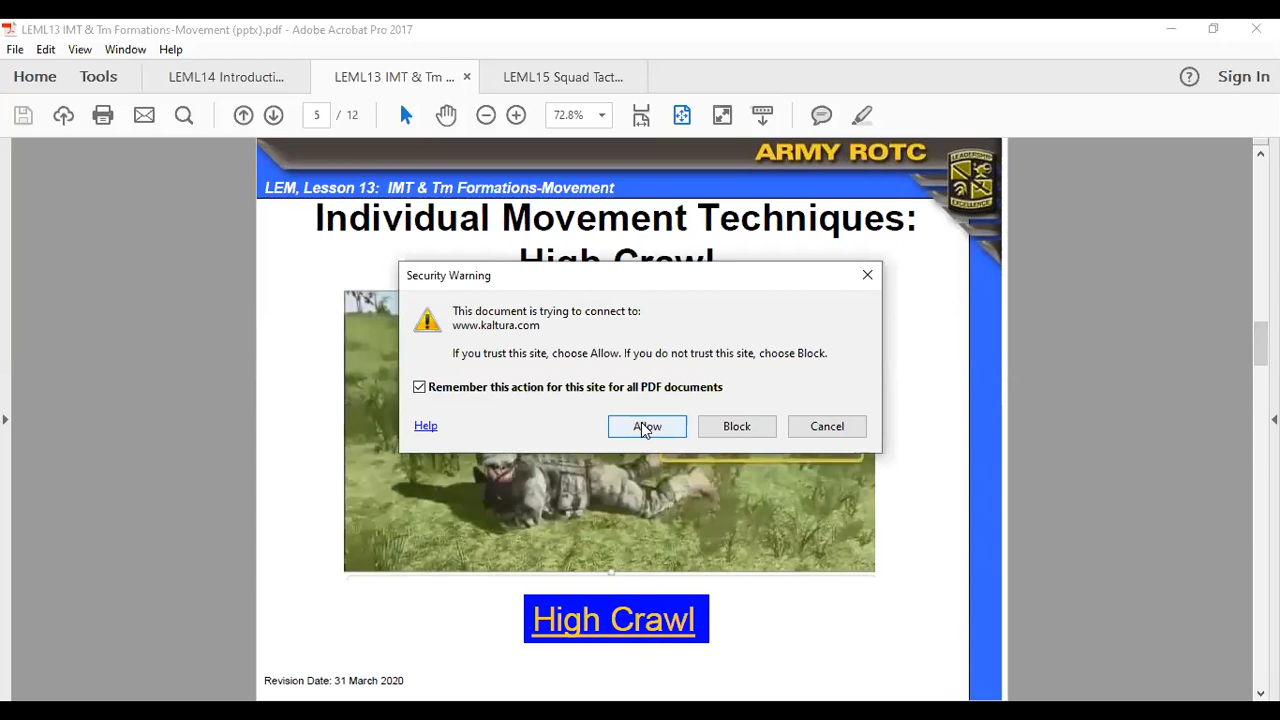 LEML13 IMT & Tm Formations-Movement (pptx).pdf - Adobe Acrobat Pro 2017
File Edit View Window Help
Home Tools LEML14 Introducti... LEML13 IMT & Tm ... × LEML15 Squad Tact... Sign In
5 / 12 72.8%
ARMY ROTC
LEADERSHIP
EXCELLENCE
LEM, Lesson 13: IMT & Tm Formations-Movement
Individual Movement Techniques:
High Crawl
Security Warning
This document is trying to connect to:
www.kaltura.com
If you trust this site, choose Allow. If you do not trust this site, choose Block.
Remember this action for this site for all PDF documents
Help Allow Block Cancel
High Crawl
Revision Date: 31 March 2020